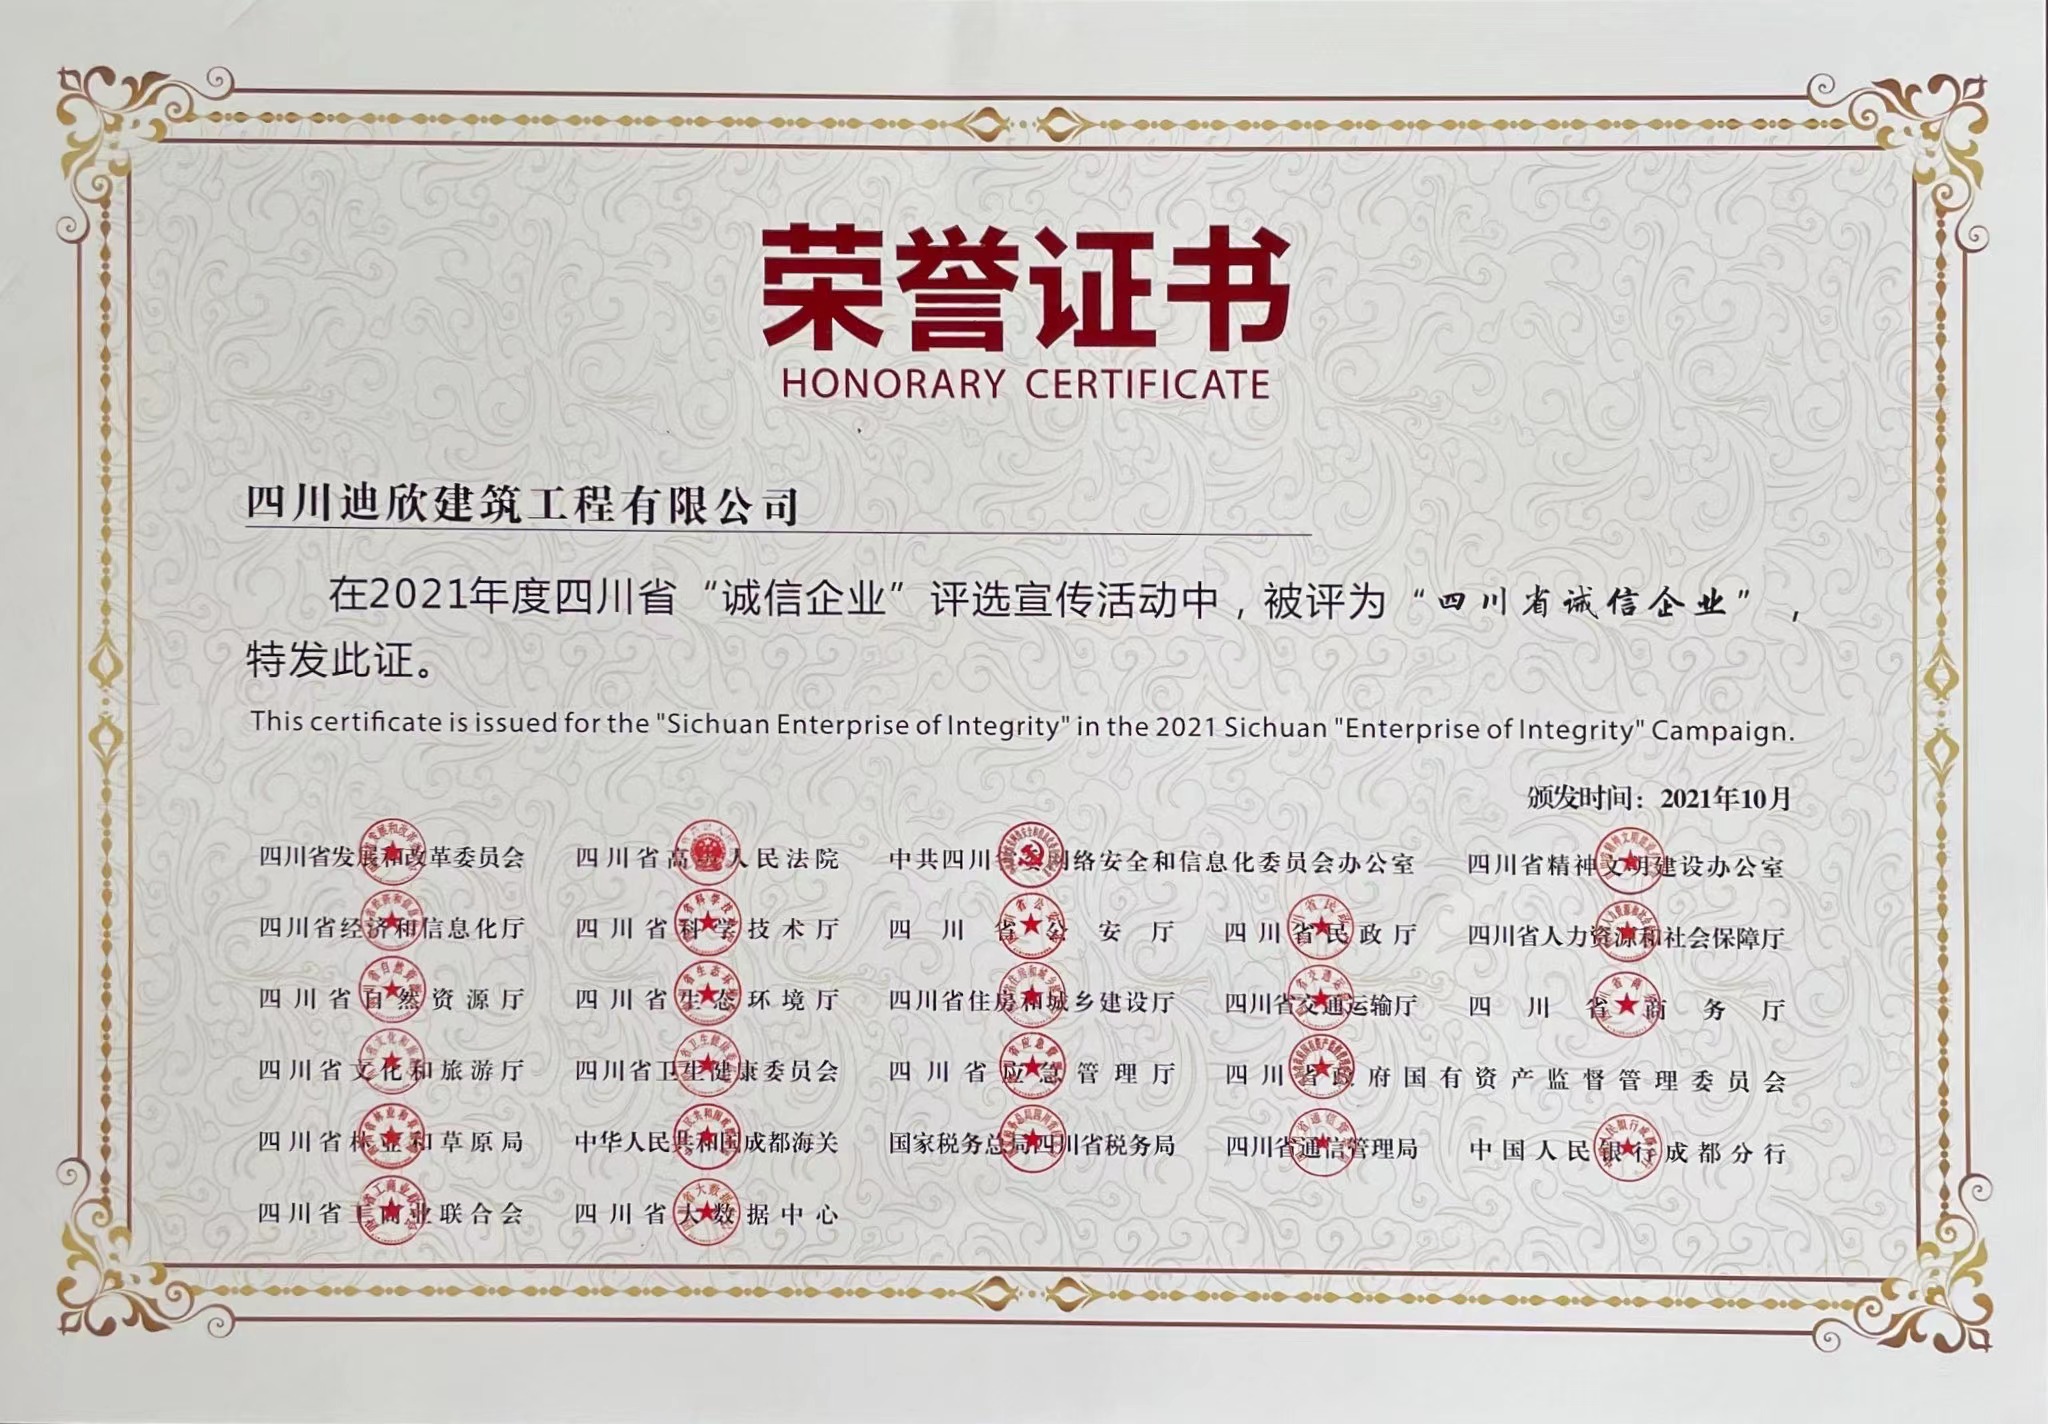 荣誉证书
HONORARY CERTIFICATE
四川迪欣建筑工程有限公司
在2021年度四川省“诚信企业”评选宣传活动中，被评为“四川省诚信企业”，
特发此证。
This certificate is issued for the "Sichuan Enterprise of Integrity" in the 2021 Sichuan "Enterprise of Integrity" Campaign.
颁发时间：2021年10月
四川省发展和改革委员会 四川省高级人民法院 中共四川省委网络安全和信息化委员会办公室 四川省精神文明建设办公室
四川省经济和信息化厅 四川省科学技术厅 四川省公安厅 四川省民政厅 四川省人力资源和社会保障厅
四川省自然资源厅 四川省生态环境厅 四川省住房和城乡建设厅 四川省交通运输厅 四川省商务厅
四川省文化和旅游厅 四川省卫生健康委员会 四川省应急管理厅 四川省政府国有资产监督管理委员会
四川省林业和草原局 中华人民共和国成都海关 国家税务总局四川省税务局 四川省通信管理局 中国人民银行成都分行
四川省工商业联合会 四川省大数据中心